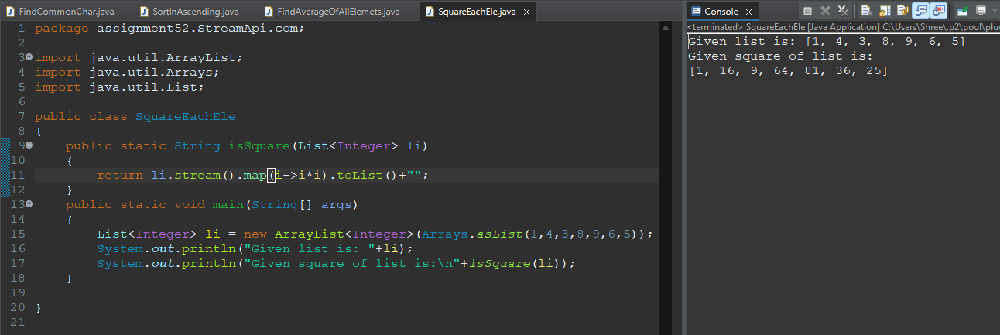 FindCommonChar.java SortInAscending.java FindAverageOfAllElemets.java SquareEachEle.java
1 package assignment52.StreamApi.com;
2
3 import java.util.ArrayList;
4 import java.util.Arrays;
5 import java.util.List;
6
7 public class SquareEachEle
8 {
9 public static String isSquare(List<Integer> li)
10 {
11 return li.stream().map(i->i*i).toList()+"";
12 }
13 public static void main(String[] args)
14 {
15 List<Integer> li = new ArrayList<Integer>(Arrays.asList(1,4,3,8,9,6,5));
16 System.out.println("Given list is: "+li);
17 System.out.println("Given square of list is:\n"+isSquare(li));
18 }
19
20 }
21
Console
<terminated> SquareEachEle [Java Application] C:\Users\Shree\.p2\pool\plu
Given list is: [1, 4, 3, 8, 9, 6, 5]
Given square of list is:
[1, 16, 9, 64, 81, 36, 25]